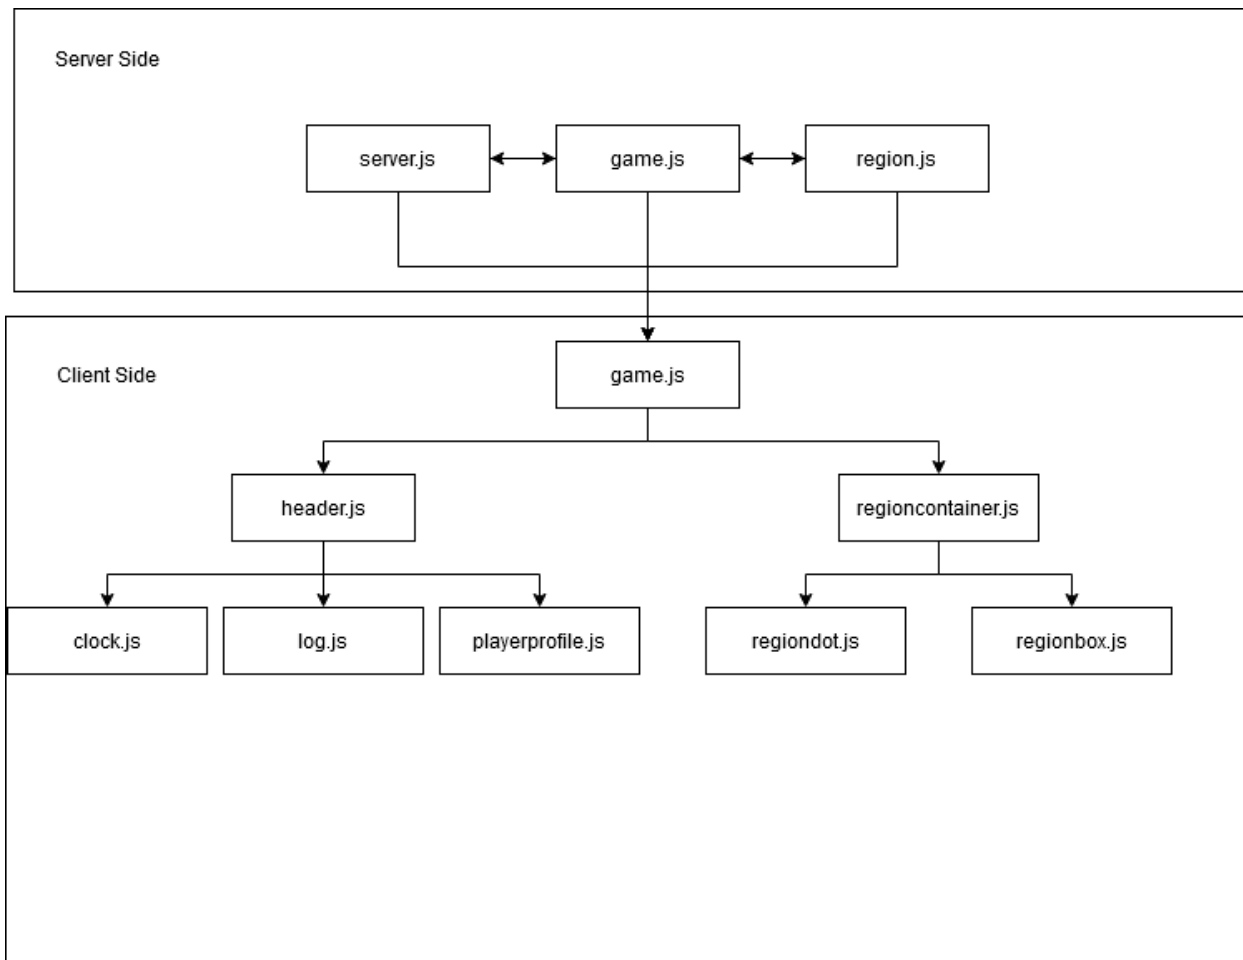 Server Side
server.js
game.js
region.js
Client Side
game.js
header.js
regioncontainer.js
clock.js
log.js
playerprofile.js
regiondot.js
regionbox.js